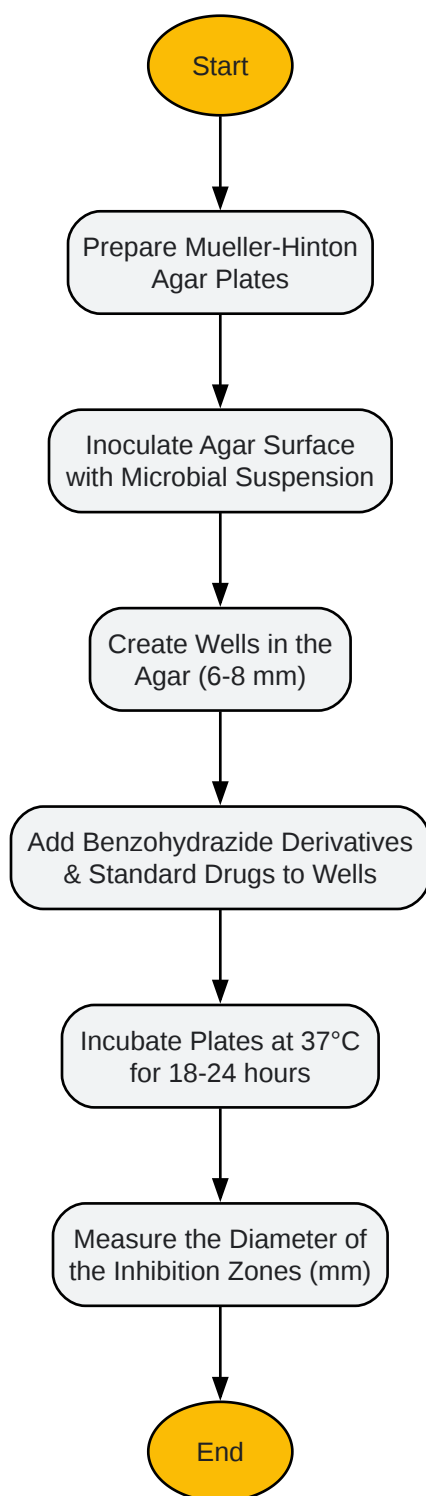 Start
Prepare Mueller-Hinton
Agar Plates
Inoculate Agar Surface
with Microbial Suspension
Create Wells in the
Agar (6-8 mm)
Add Benzohydrazide Derivatives
& Standard Drugs to Wells
Incubate Plates at 37°C
for 18-24 hours
Measure the Diameter of
the Inhibition Zones (mm)
End